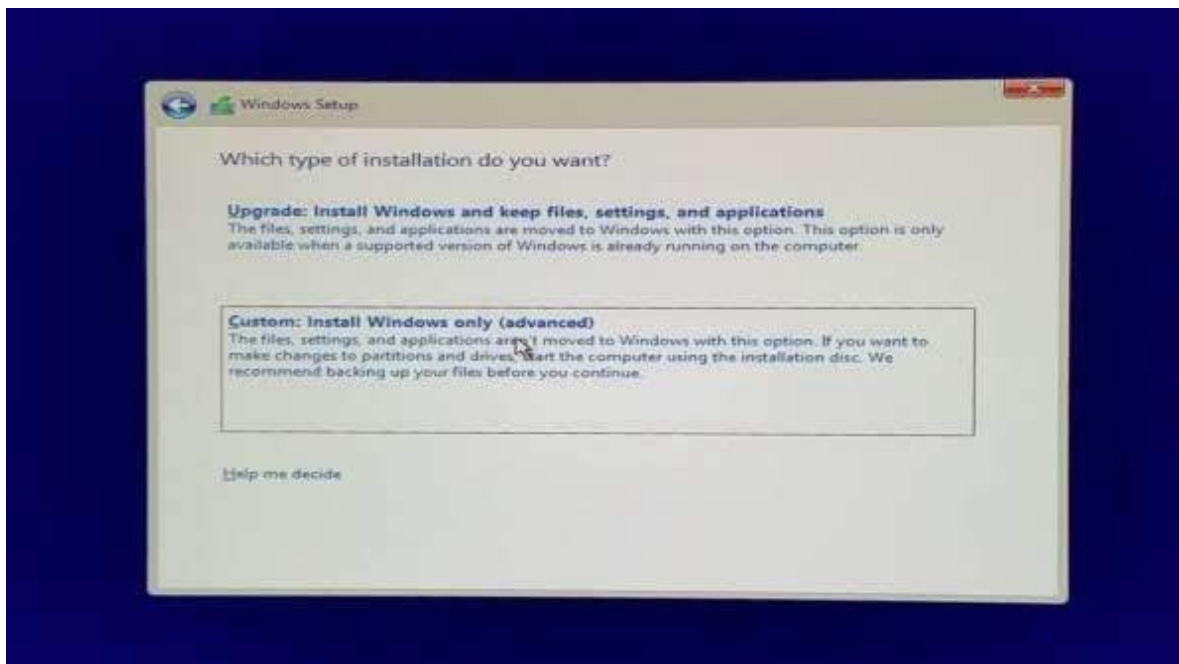 Windows Setup
Which type of installation do you want?
Upgrade: Install Windows and keep files, settings, and applications
The files, settings, and applications are moved to Windows with this option. This option is only
available when a supported version of Windows is already running on the computer.
Custom: Install Windows only (advanced)
The files, settings, and applications aren't moved to Windows with this option. If you want to
make changes to partitions and drives, start the computer using the installation disc. We
recommend backing up your files before you continue.
Help me decide